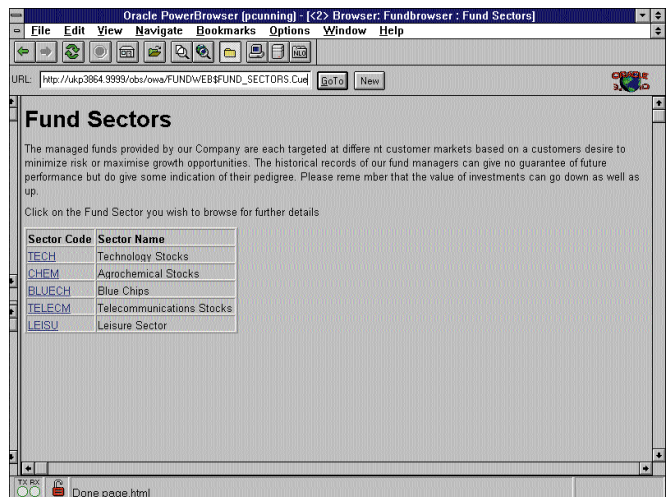 Oracle PowerBrowser (pcunning) - [<2> Browser: Fundbrowser : Fund Sectors]
File Edit View Navigate Bookmarks Options Window Help
NLO
URL: http://ukp3864.9999/obs/owa/FUNDWEB$FUND_SECTORS.Cue GoTo New
Fund Sectors
The managed funds provided by our Company are each targeted at differe nt customer markets based on a customers desire to
minimize risk or maximise growth opportunities. The historical records of our fund managers can give no guarantee of future
performance but do give some indication of their pedigree. Please reme mber that the value of investments can go down as well as
up.
Click on the Fund Sector you wish to browse for further details
Sector Code Sector Name
TECH Technology Stocks
CHEM Agrochemical Stocks
BLUECH Blue Chips
TELECM Telecommunications Stocks
LEISU Leisure Sector
TX RX
Done page.html